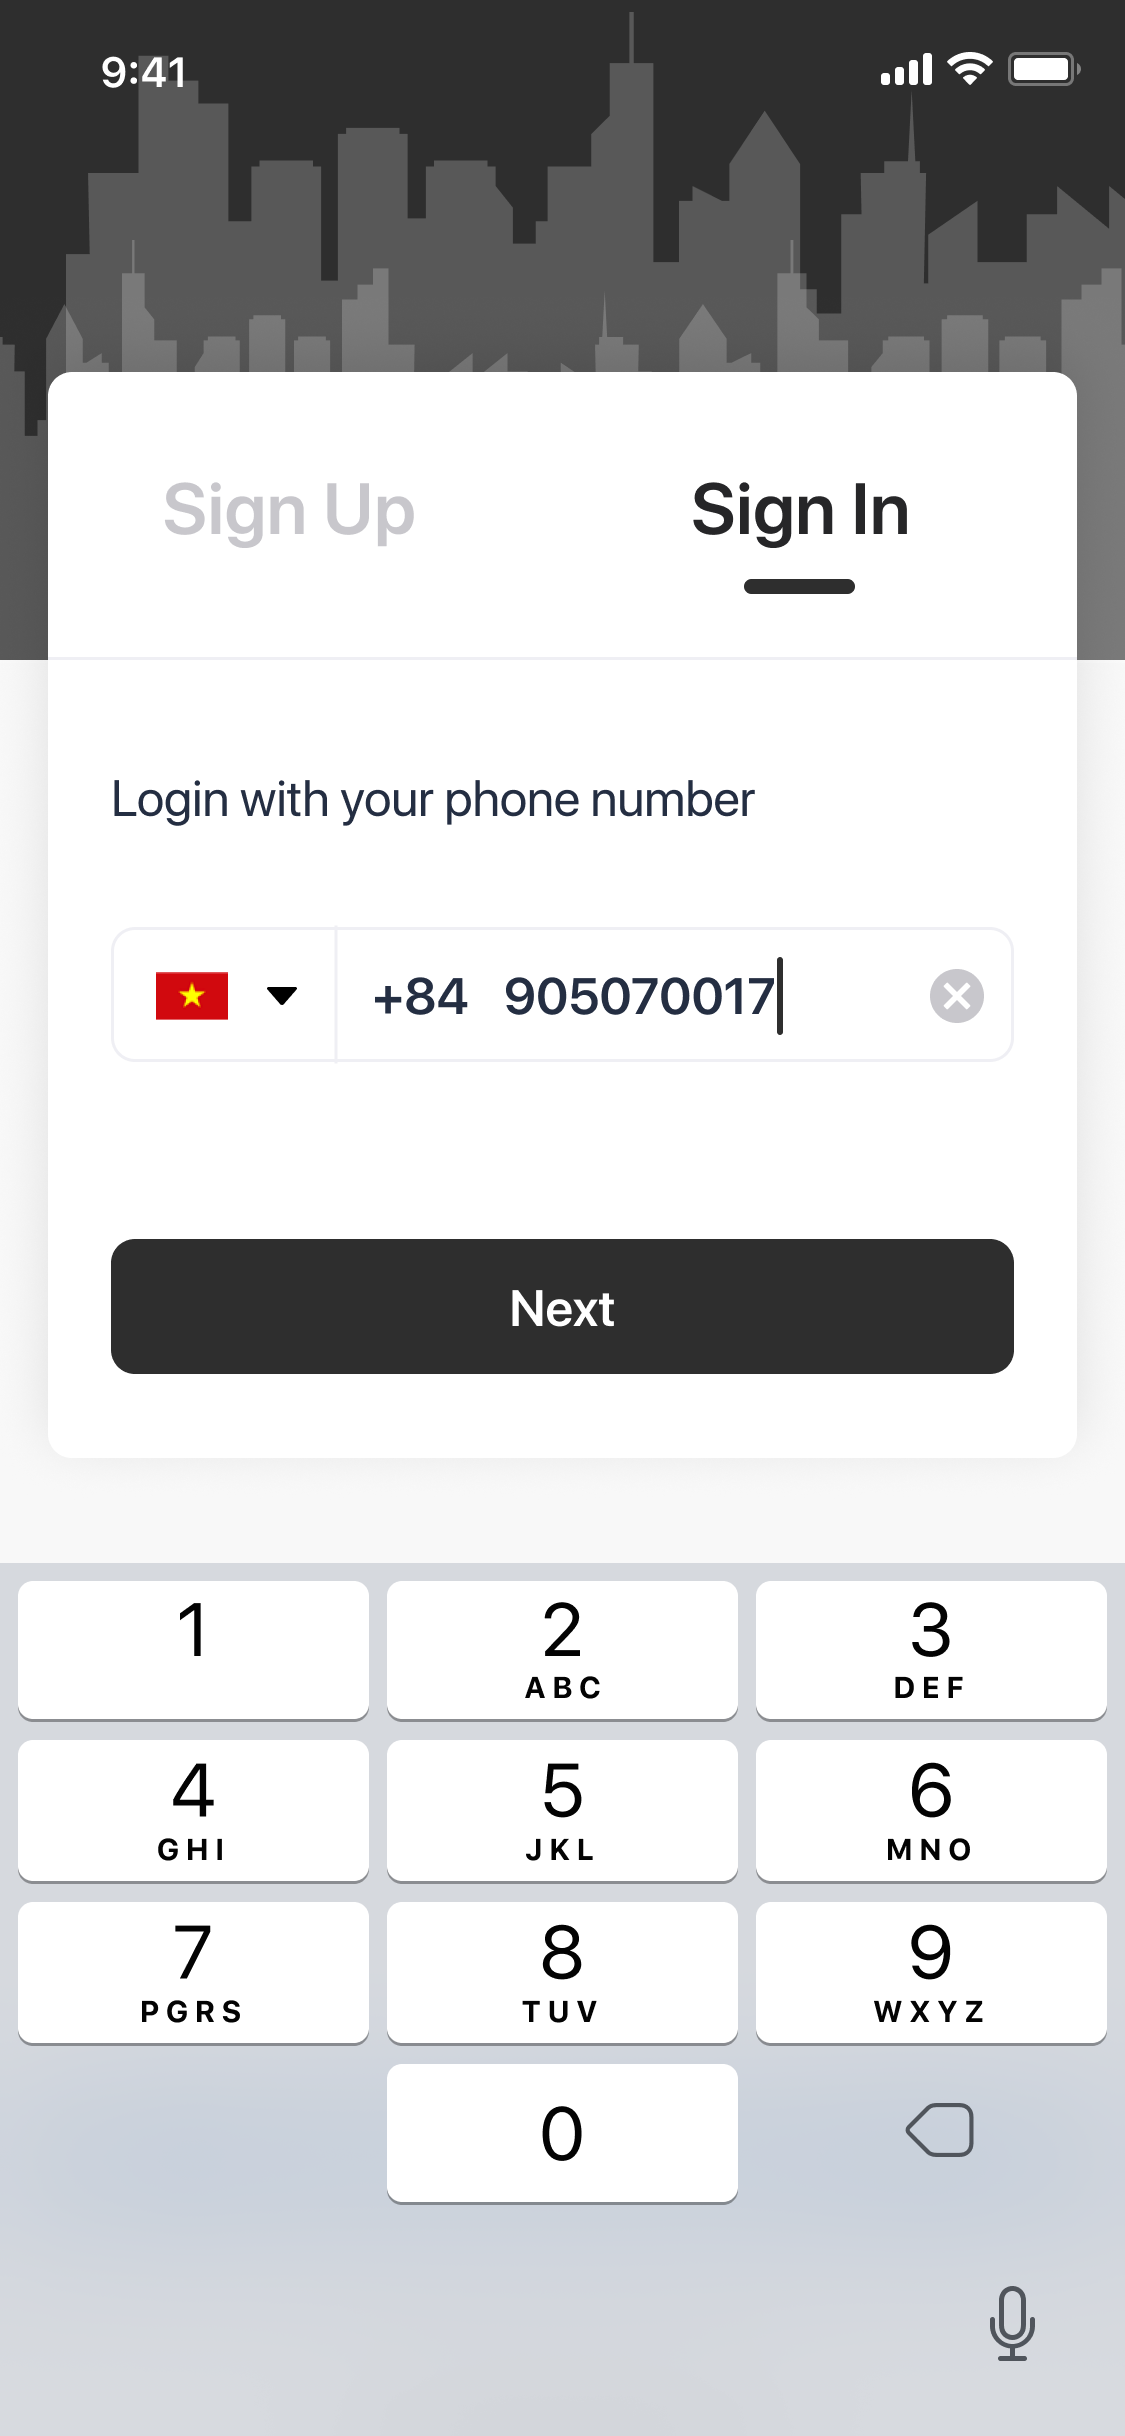 9:41
Sign Up
Sign In
Login with your phone number
+84 905070017
Next
1
2
ABC
3
DEF
4
GHI
5
JKL
6
MNO
7
PGRS
8
TUV
9
WXYZ
0